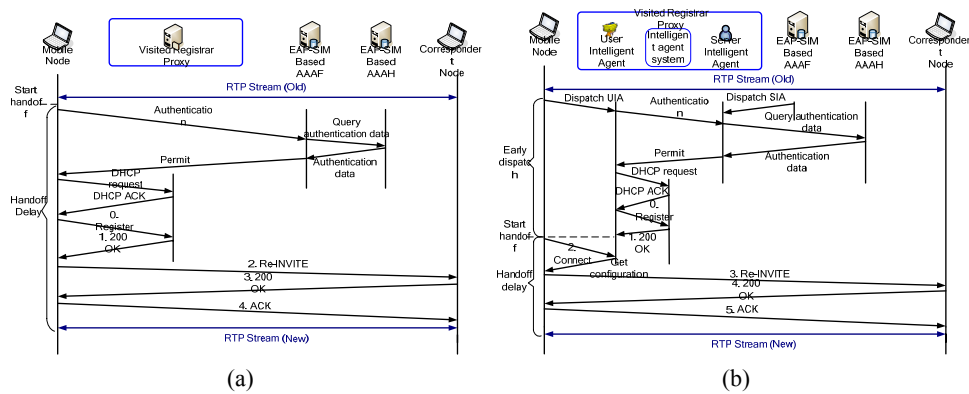 Mobile
Node
Visited Registrar
Proxy
EAP-SIM
Based
AAAF
EAP-SIM
Based
AAAH
Corresponden
t
Node
Start
handof
f
RTP Stream (Old)
Authenticatio
n
Query
authentication data
Permit
Authentication
data
DHCP
request
DHCP ACK
Handoff
Delay
0.
Register
1. 200
OK
2. Re-INVITE
3. 200
OK
4. ACK
RTP Stream (New)
(a)
Mobile
Node
Visited Registrar
Proxy
User
Intelligent
Agent
Intelligen
t agent
system
Server
Intelligent
Agent
EAP-SIM
Based
AAAF
EAP-SIM
Based
AAAH
Corresponden
t
Node
RTP Stream (Old)
Dispatch UIA
Authenticatio
n
Dispatch SIA
Query authentication
data
Early
dispatc
h
Permit
Authentication
data
DHCP request
DHCP ACK
0.
Register
Start
handof
f
1. 200
OK
2.
Connect
Get
configuration
Handoff
delay
3. Re-INVITE
4. 200
OK
5. ACK
RTP Stream (New)
(b)